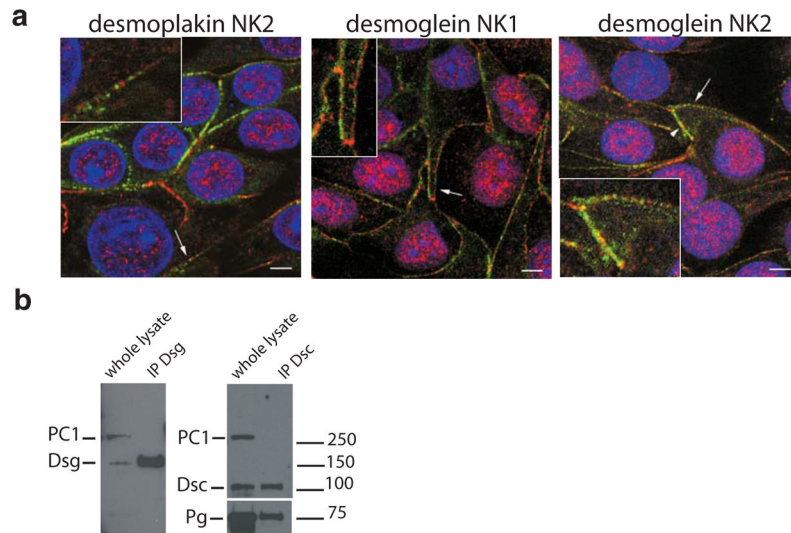 a
desmoplakin NK2
desmoglein NK1
desmoglein NK2
b
whole lysate
IP Dsg
whole lysate
IP Dsc
PC1
Dsg
PC1
Dsc
Pg
250
150
100
75